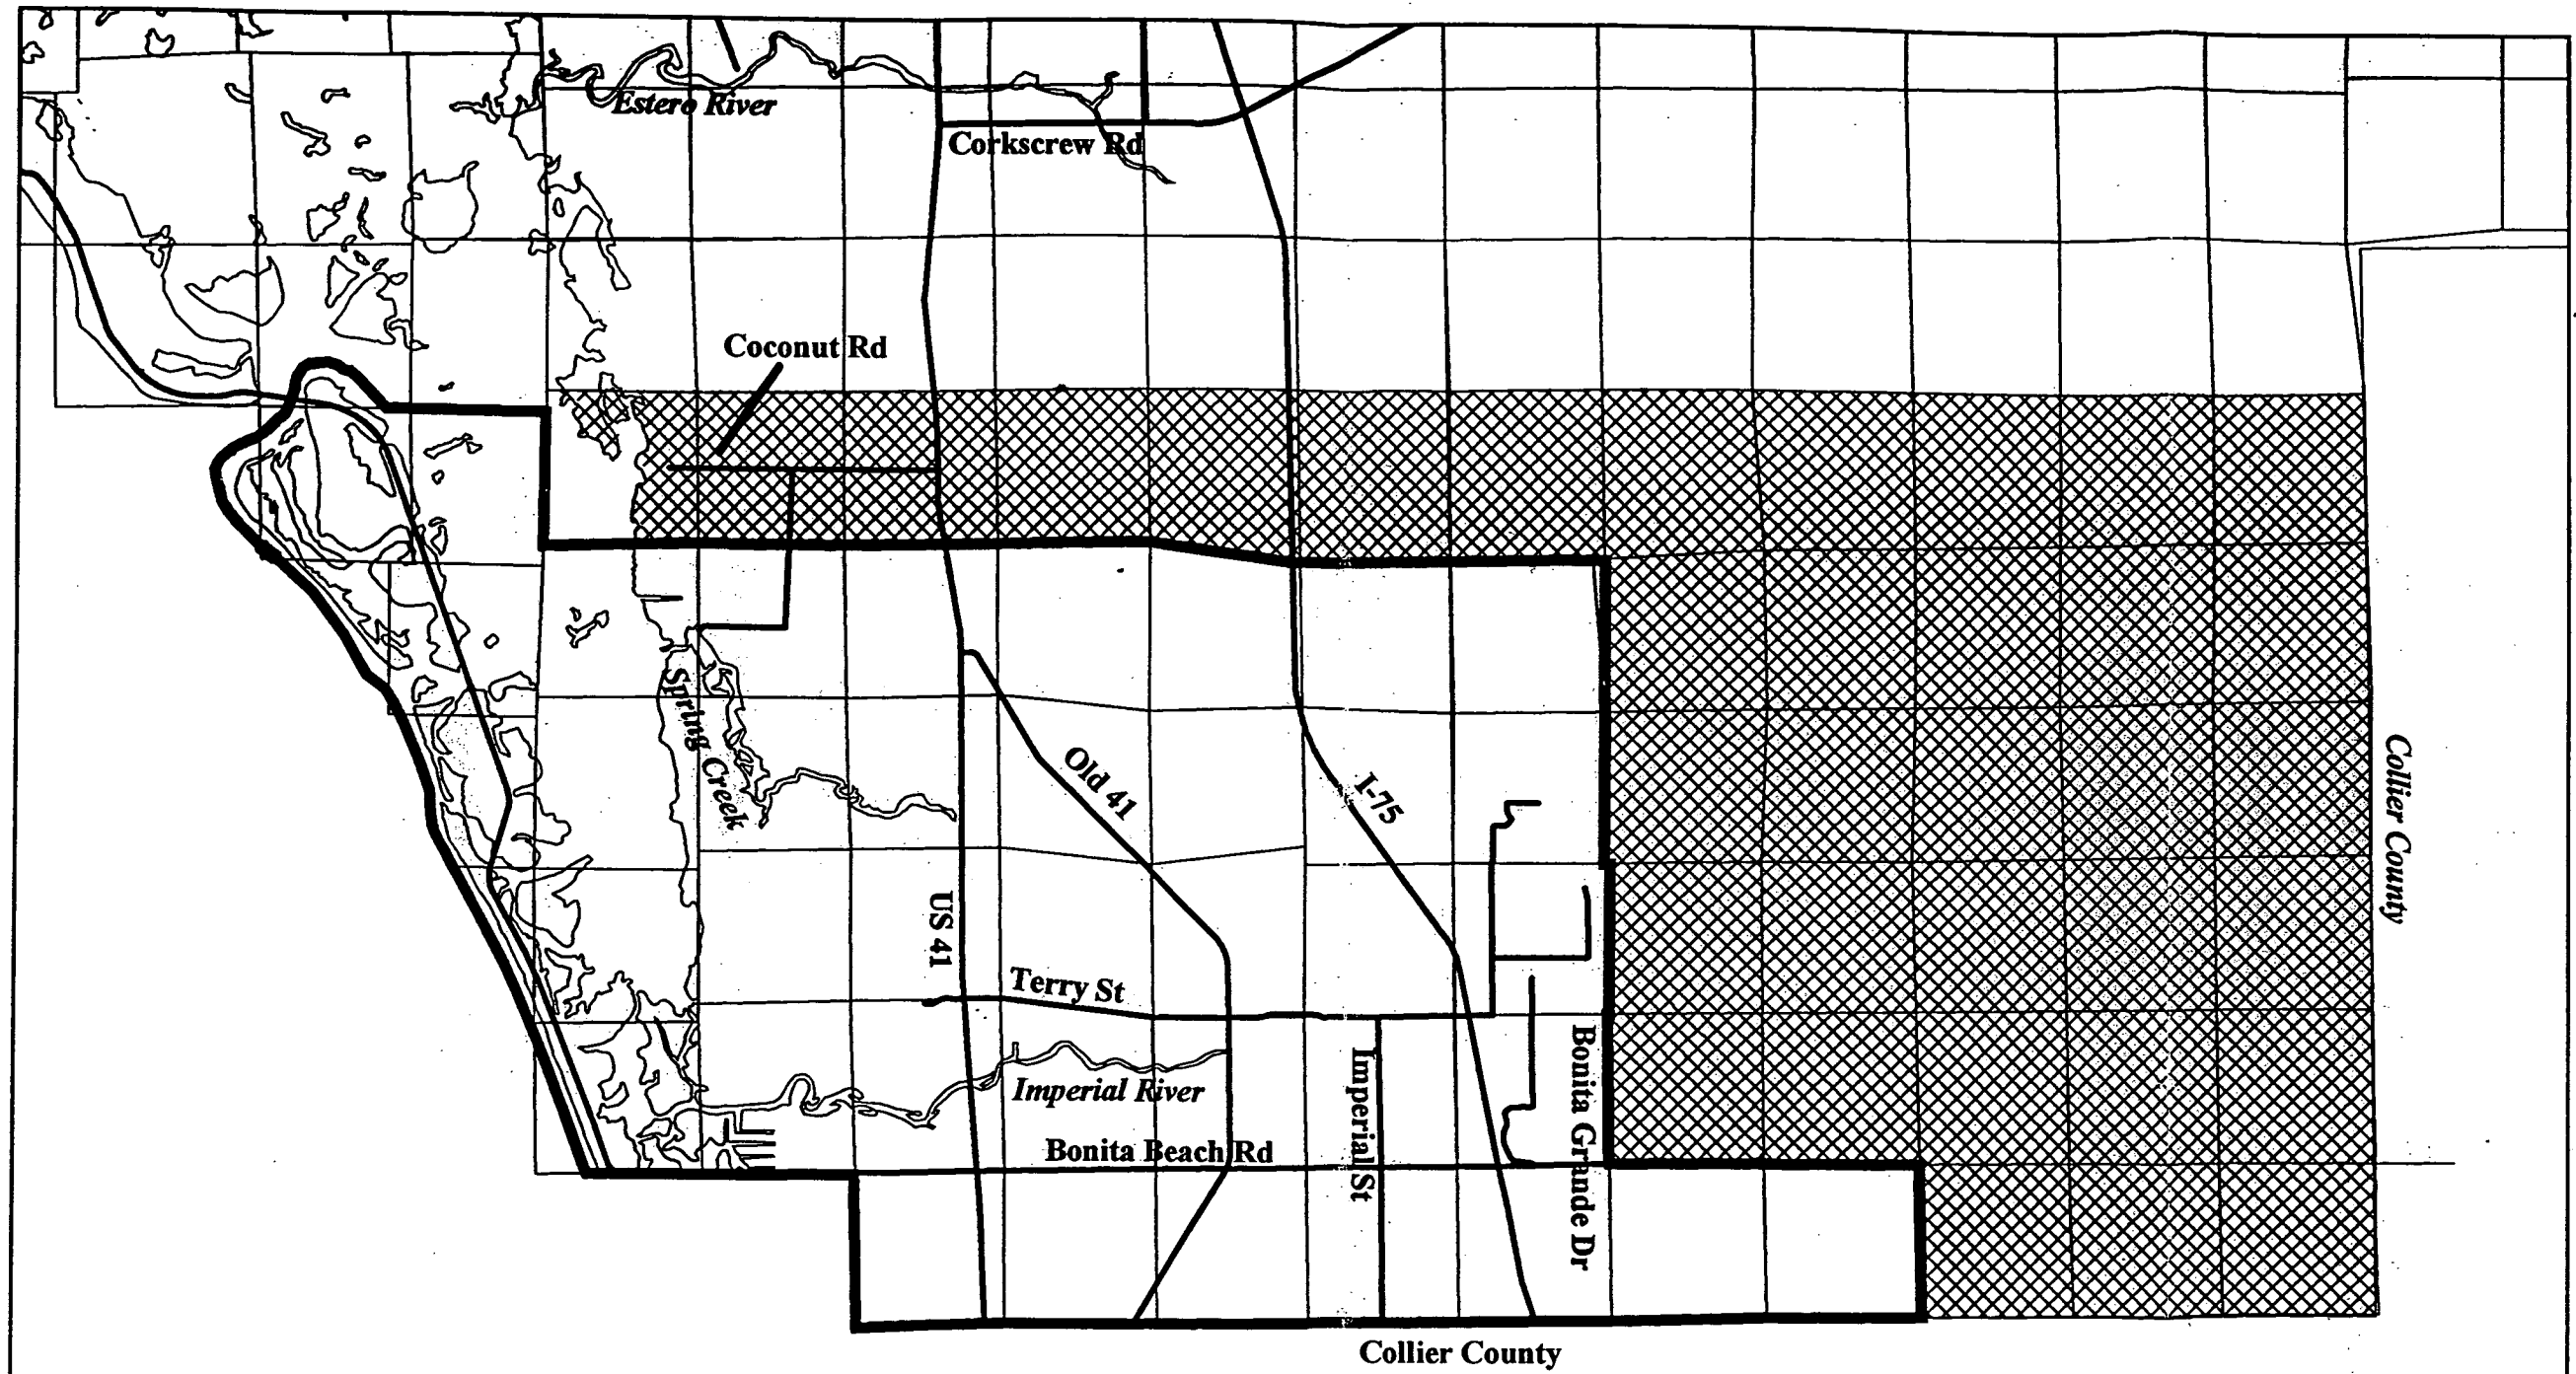 Estero River
Corkscrew Rd
Coconut Rd
Spring Creek
Old 41
I-75
Collier County
US 41
Terry St
Imperial River
Imperial St
Bonita Grande Dr
Bonita Beach Rd
Collier County